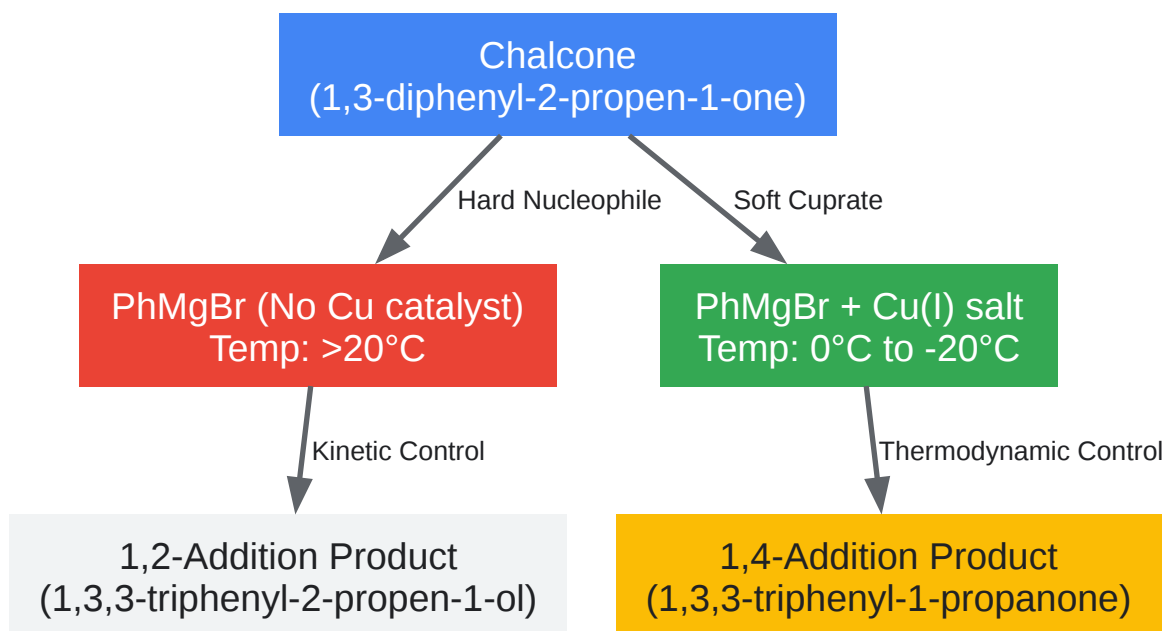 Chalcone
(1,3-diphenyl-2-propen-1-one)
Hard Nucleophile
Soft Cuprate
PhMgBr (No Cu catalyst)
Temp: >20°C
PhMgBr + Cu(I) salt
Temp: 0°C to -20°C
Kinetic Control
Thermodynamic Control
1,2-Addition Product
(1,3,3-triphenyl-2-propen-1-ol)
1,4-Addition Product
(1,3,3-triphenyl-1-propanone)